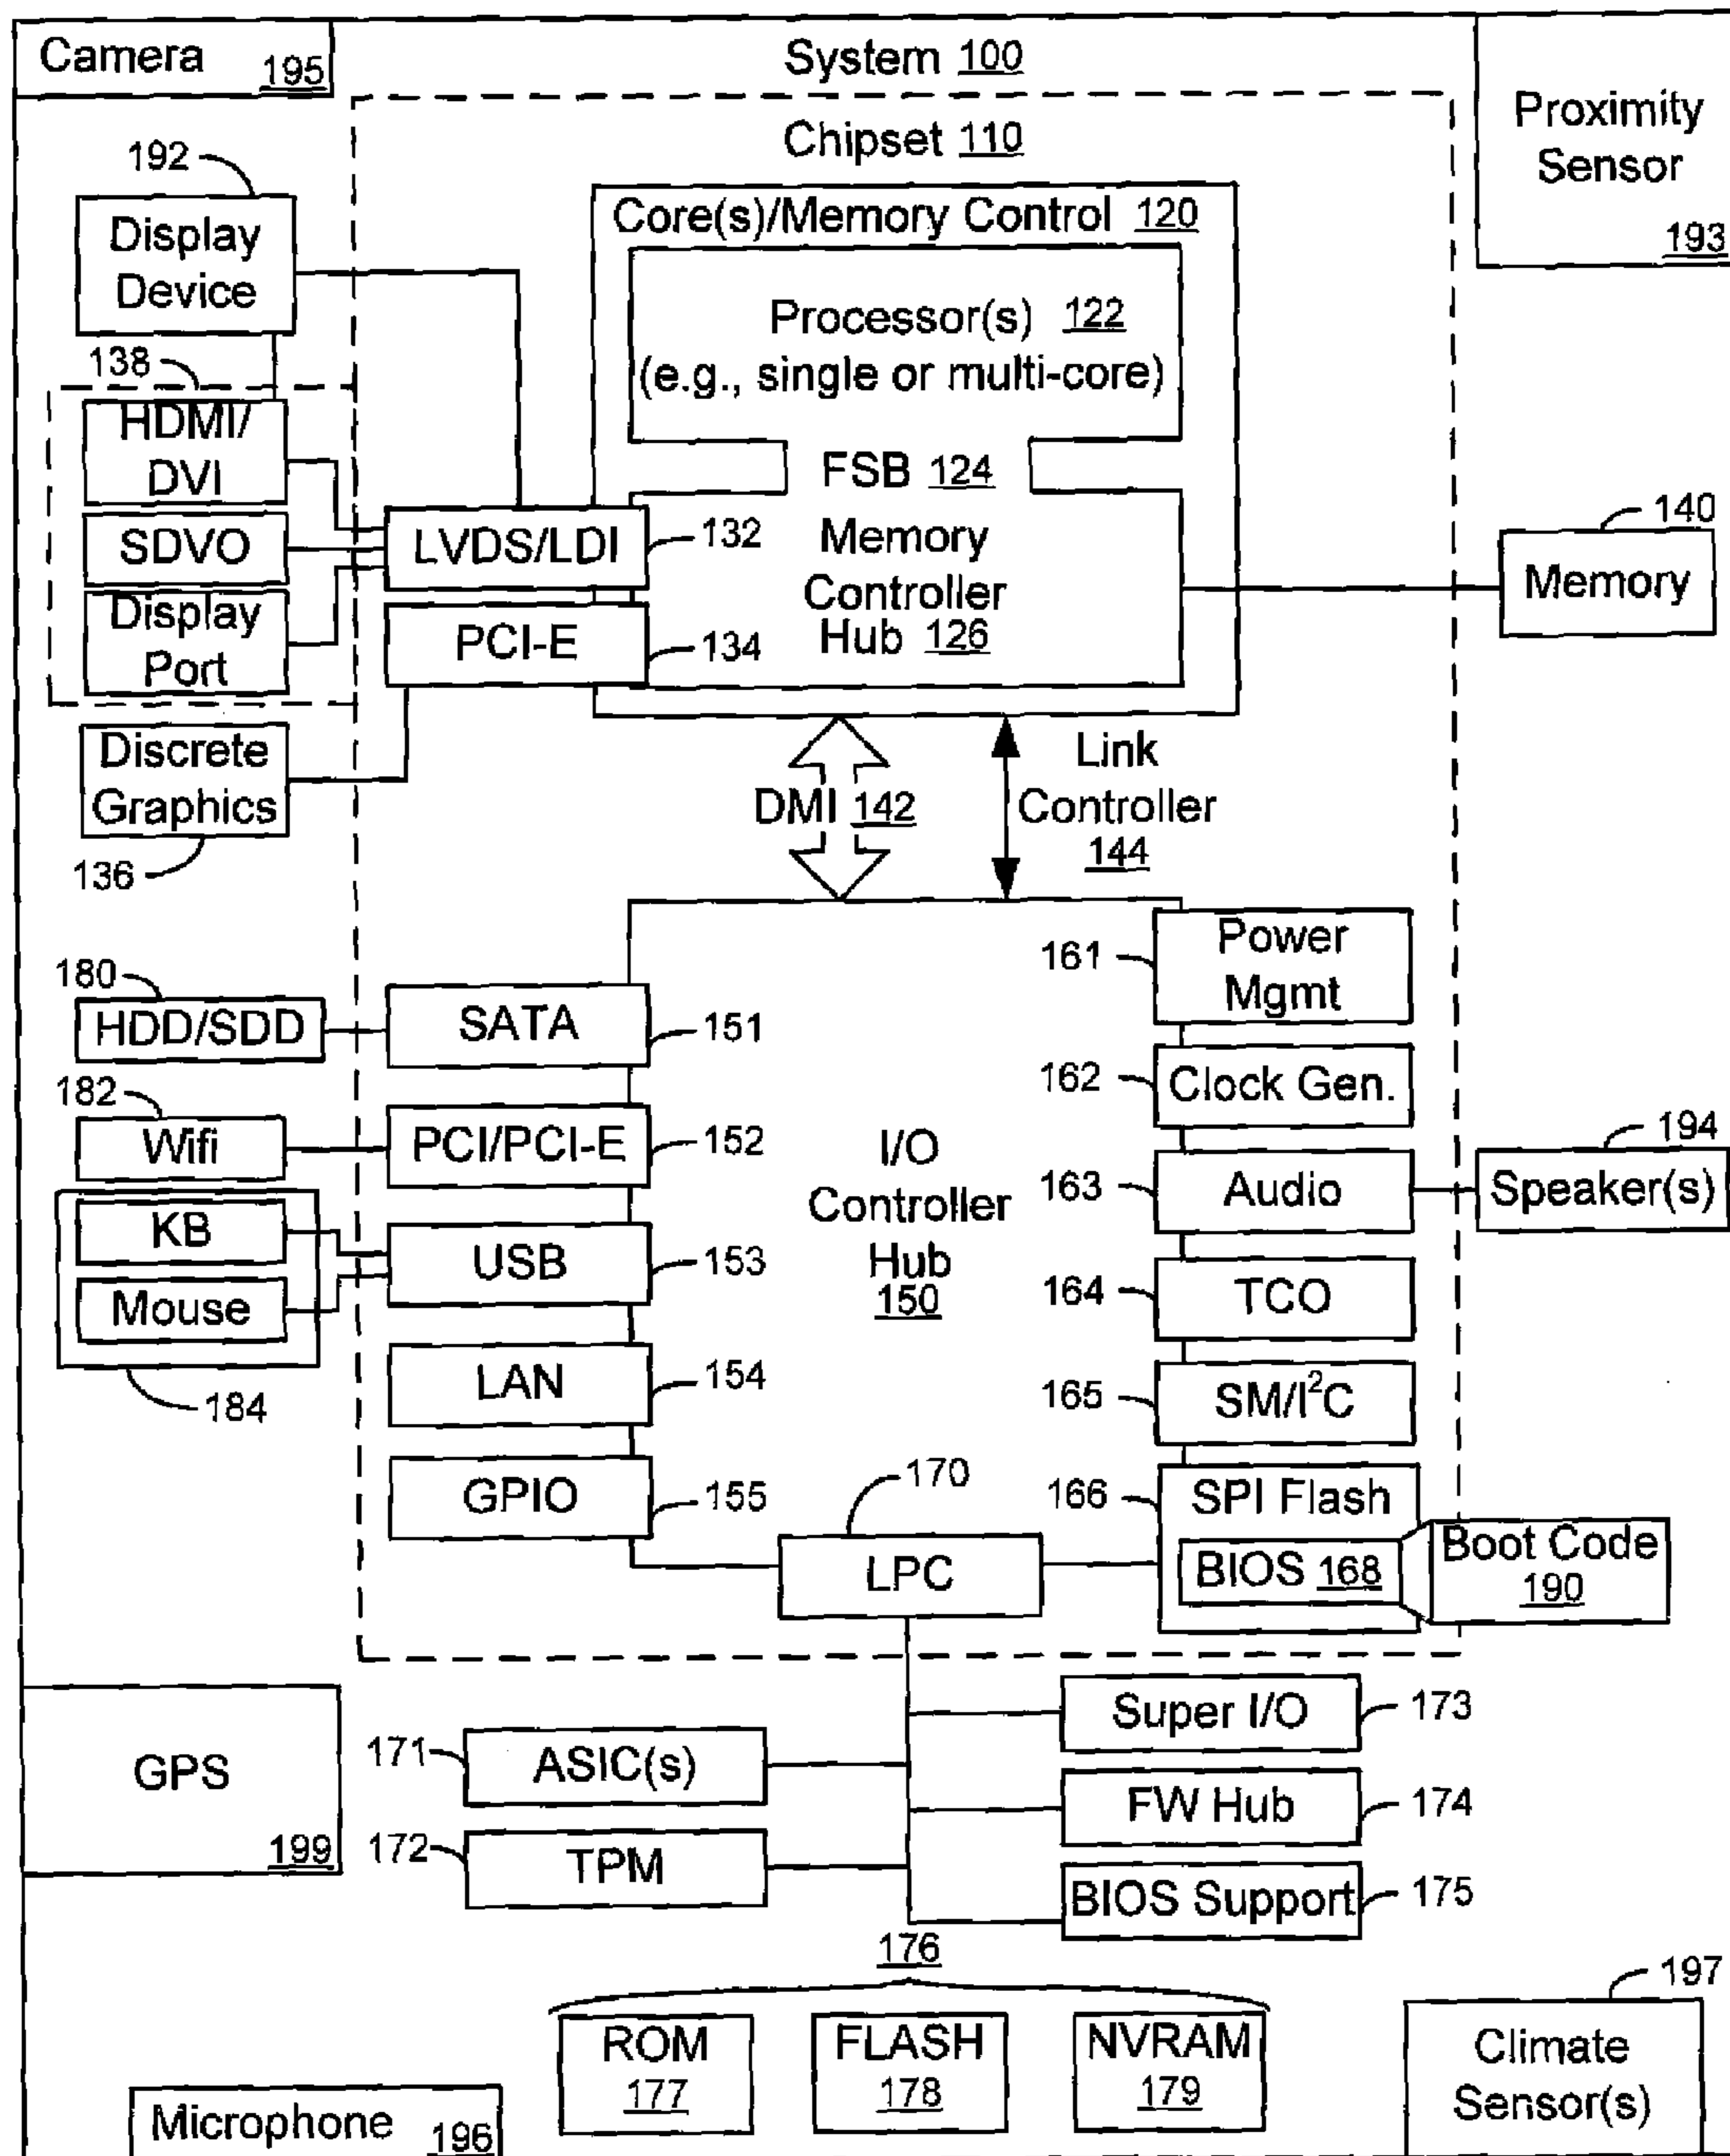 Camera 195
System 100
Proximity
Sensor
193
Chipset 110
192
Display
Device
Core(s)/Memory Control 120
Processor(s) 122
(e.g., single or multi-core)
FSB 124
Memory
Controller
Hub 126
138
HDMI/
DVI
SDVO
Display
Port
LVDS/LDI
132
PCI-E
134
140
Memory
Discrete
Graphics
136
DMI 142
Link
Controller
144
180
HDD/SDD
182
Wifi
KB
Mouse
184
SATA
151
PCI/PCI-E
152
USB
153
LAN
154
GPIO
155
I/O
Controller
Hub
150
161
Power
Mgmt
162
Clock Gen.
163
Audio
194
Speaker(s)
164
TCO
165
SM/I²C
166
SPI Flash
BIOS 168
Boot Code
190
170
LPC
GPS
199
171
ASIC(s)
172
TPM
Super I/O
173
FW Hub
174
BIOS Support
175
176
ROM
177
FLASH
178
NVRAM
179
197
Climate
Sensor(s)
Microphone 196